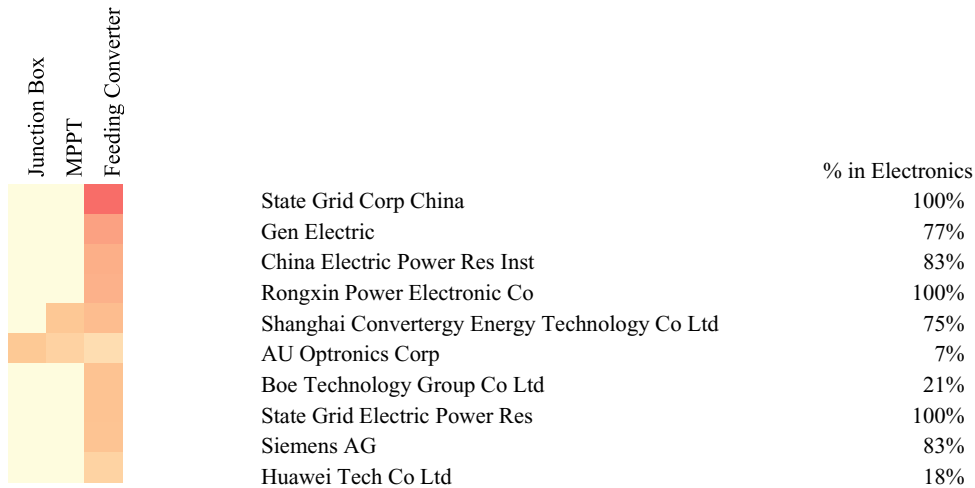 Junction Box
MPPT
Feeding Converter
% in Electronics
State Grid Corp China 100%
Gen Electric 77%
China Electric Power Res Inst 83%
Rongxin Power Electronic Co 100%
Shanghai Convertergy Energy Technology Co Ltd 75%
AU Optronics Corp 7%
Boe Technology Group Co Ltd 21%
State Grid Electric Power Res 100%
Siemens AG 83%
Huawei Tech Co Ltd 18%